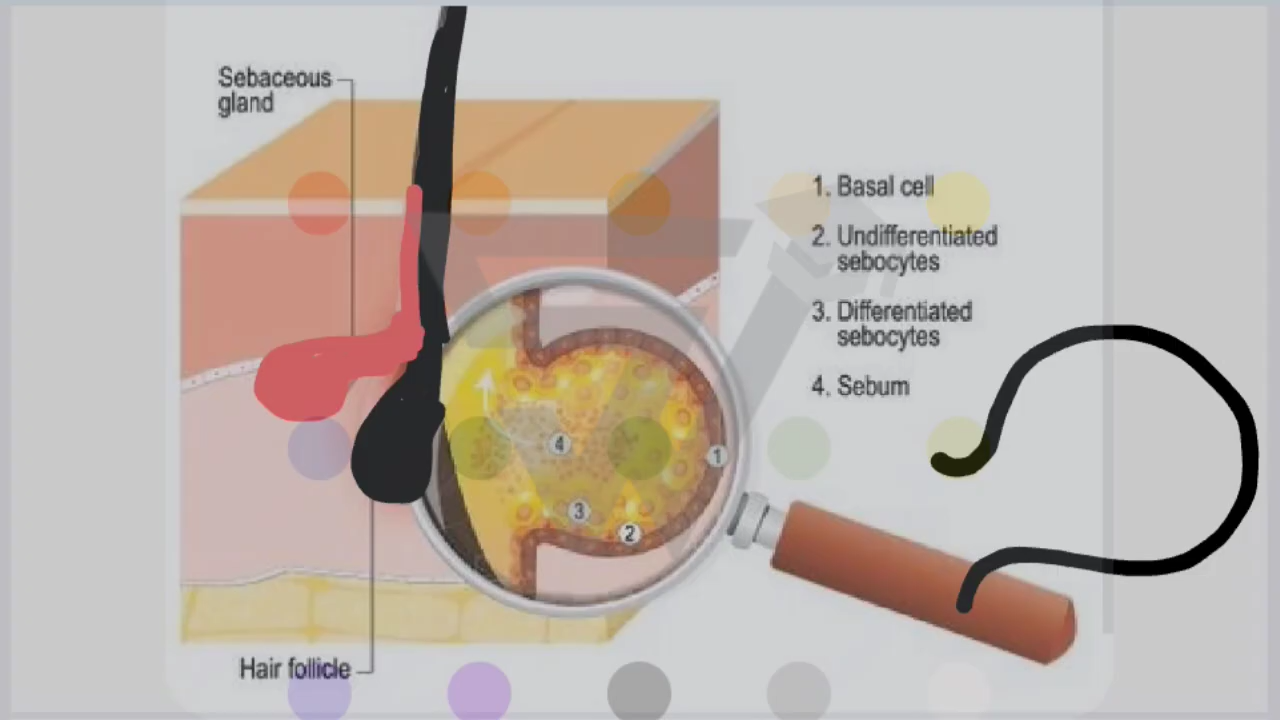 Sebaceous
gland
1. Basal cell
2. Undifferentiated
sebocytes
3. Differentiated
sebocytes
4. Sebum
4
1
3
2
Hair follicle